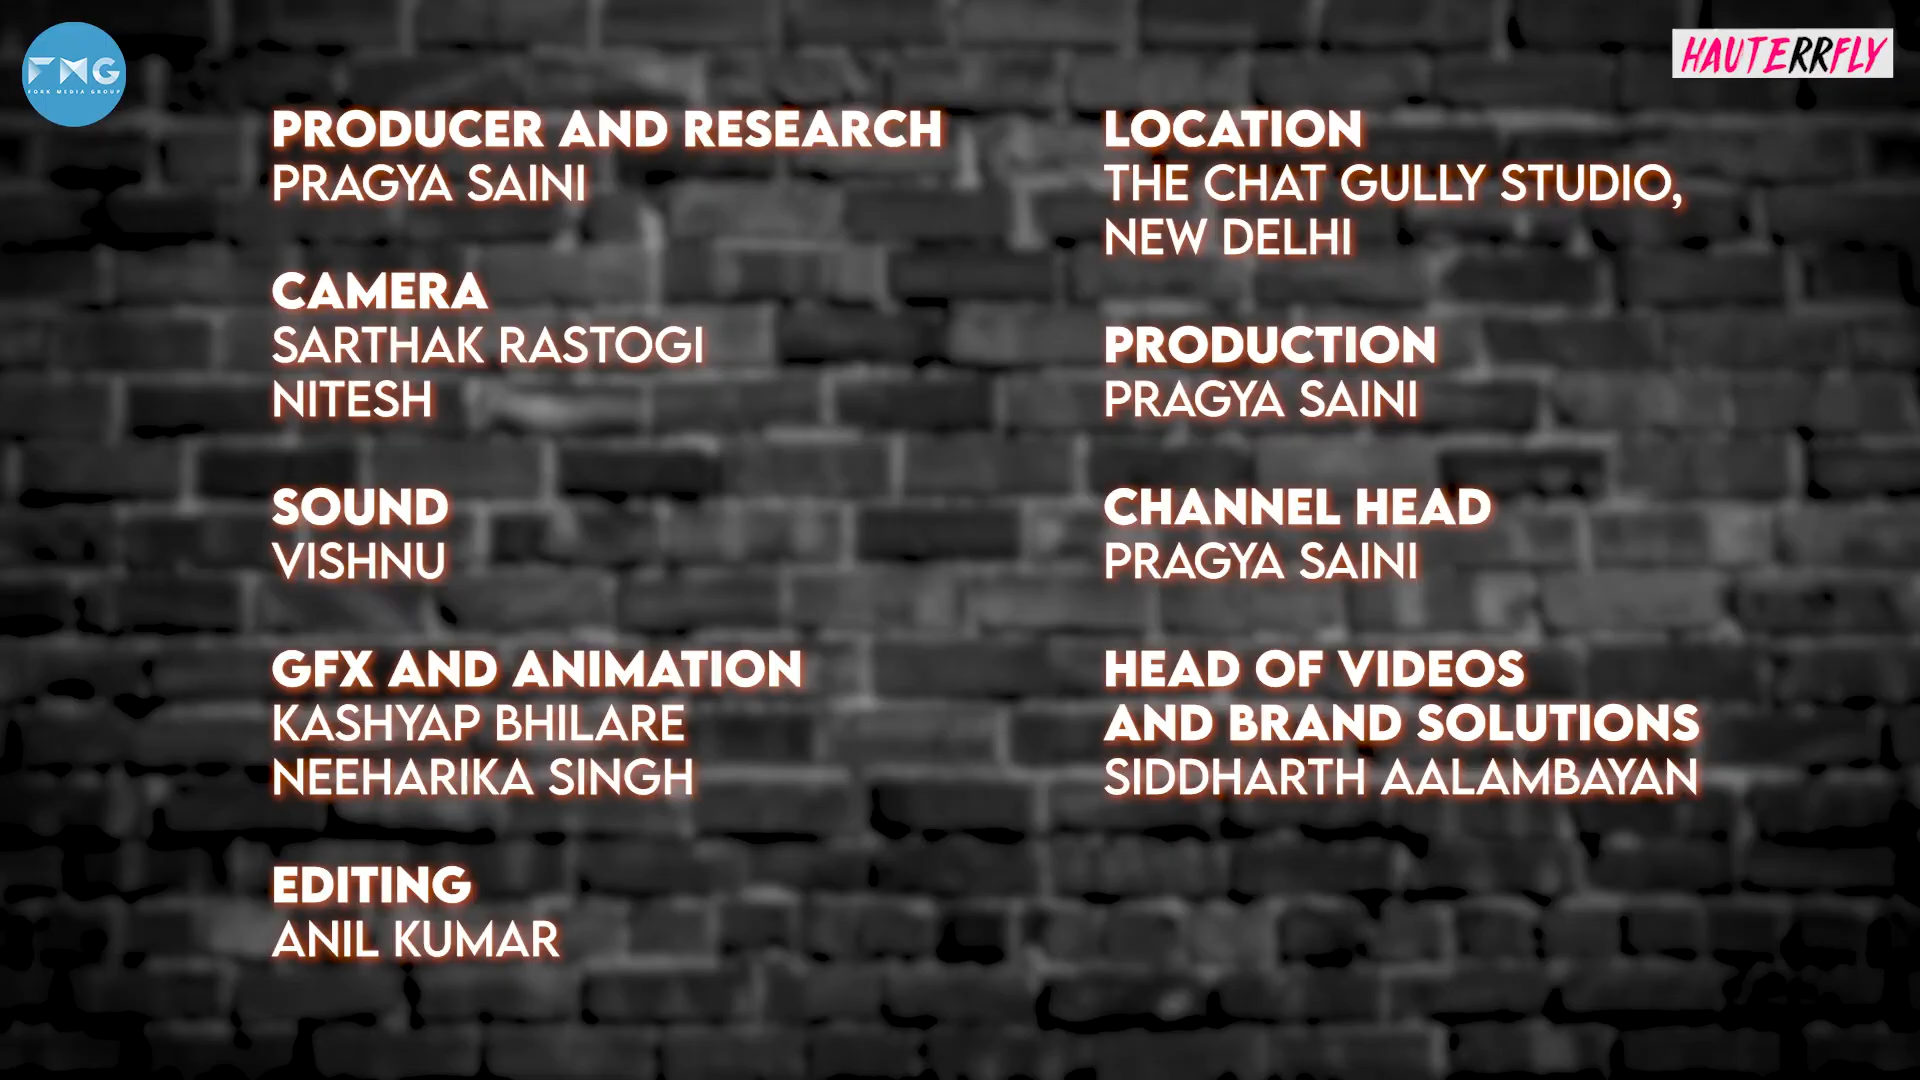 FMG
FORK MEDIA GROUP
HAUTERRFLY
PRODUCER AND RESEARCH
PRAGYA SAINI
CAMERA
SARTHAK RASTOGI
NITESH
SOUND
VISHNU
GFX AND ANIMATION
KASHYAP BHILARE
NEEHARIKA SINGH
EDITING
ANIL KUMAR
LOCATION
THE CHAT GULLY STUDIO,
NEW DELHI
PRODUCTION
PRAGYA SAINI
CHANNEL HEAD
PRAGYA SAINI
HEAD OF VIDEOS
AND BRAND SOLUTIONS
SIDDHARTH AALAMBAYAN